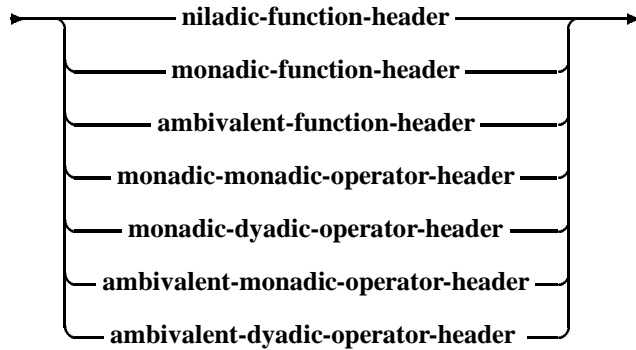 niladic-function-header
monadic-function-header
ambivalent-function-header
monadic-monadic-operator-header
monadic-dyadic-operator-header
ambivalent-monadic-operator-header
ambivalent-dyadic-operator-header